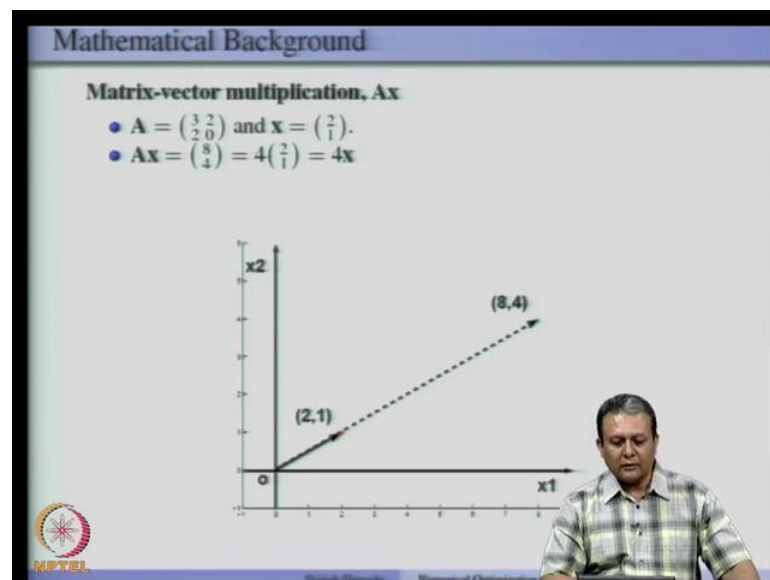 Mathematical Background
Matrix-vector multiplication, Ax
• A = (3 2 2 0) and x = (2 1).
• Ax = (8 4) = 4(2 1) = 4x
x2
(8,4)
(2,1)
O
x1
NPTEL